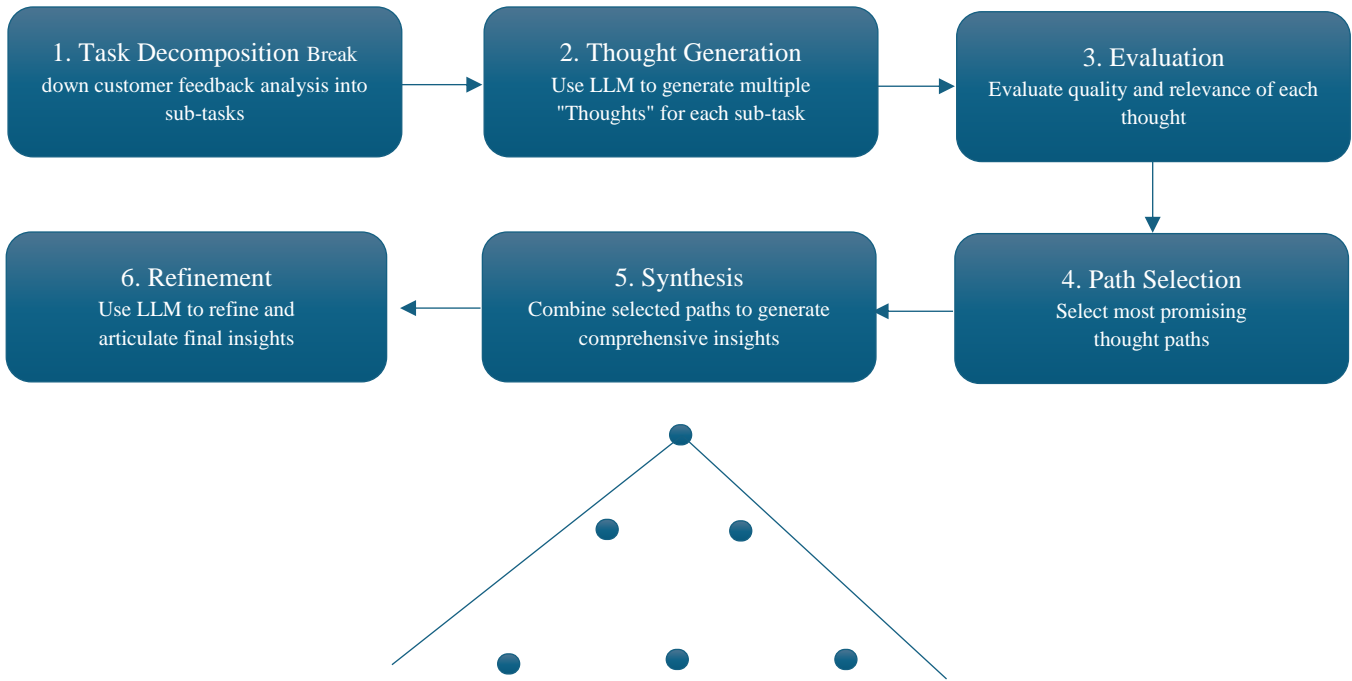 1. Task Decomposition Break
down customer feedback analysis into
sub-tasks
2. Thought Generation
Use LLM to generate multiple
"Thoughts" for each sub-task
3. Evaluation
Evaluate quality and relevance of each
thought
4. Path Selection
Select most promising
thought paths
5. Synthesis
Combine selected paths to generate
comprehensive insights
6. Refinement
Use LLM to refine and
articulate final insights